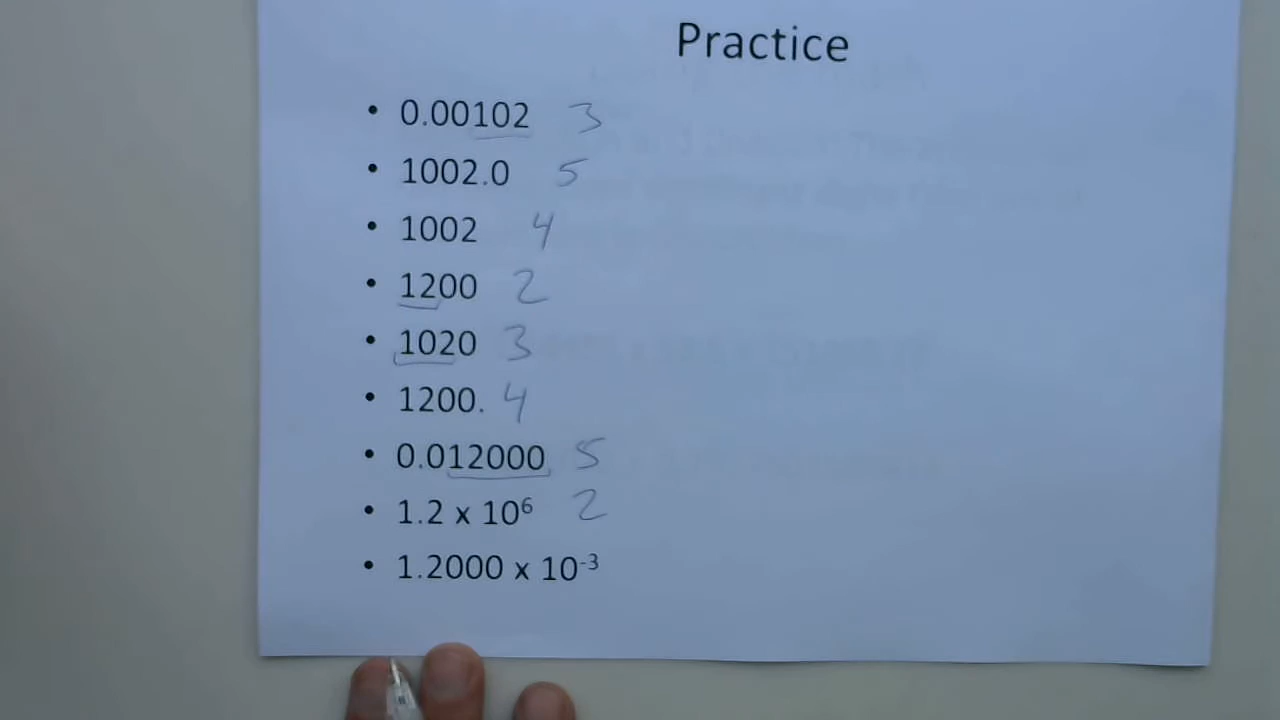 Practice
• 0.00102 3
• 1002.0 5
• 1002 4
• 1200 2
• 1020 3
• 1200. 4
• 0.012000 5
• 1.2 x 10⁶ 2
• 1.2000 x 10⁻³